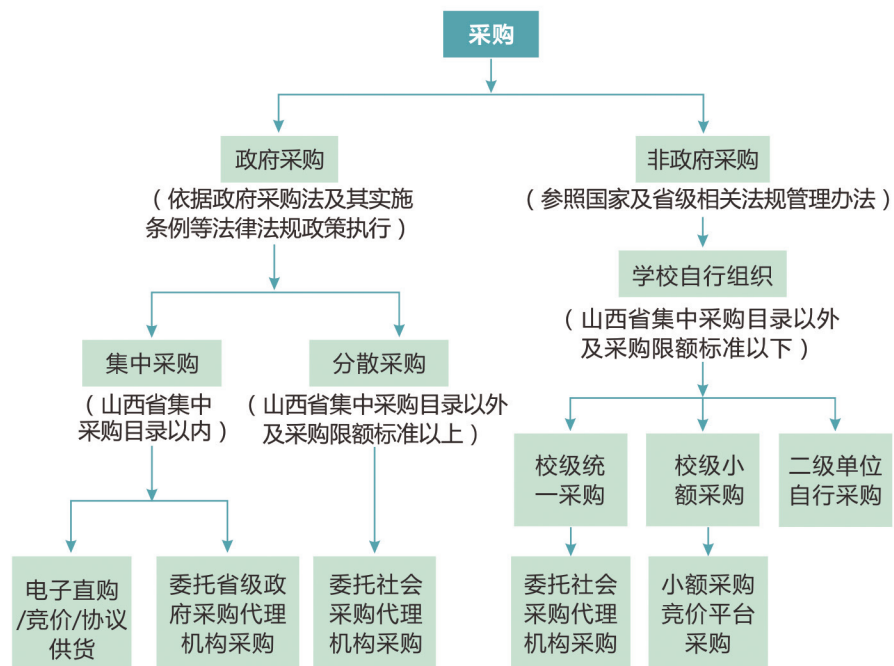 采购
政府采购
非政府采购
（依据政府采购法及其实施
条例等法律法规政策执行）
（参照国家及省级相关法规管理办法）
学校自行组织
（山西省集中采购目录以外
及采购限额标准以下）
集中采购
分散采购
（山西省集中
采购目录以内）
（山西省集中采购目录以外
及采购限额标准以上）
校级统
一采购
校级小
额采购
二级单位
自行采购
电子直购
/竞价/协议
供货
委托省级政
府采购代理
机构采购
委托社会
采购代理
机构采购
委托社会
采购代理
机构采购
小额采购
竞价平台
采购